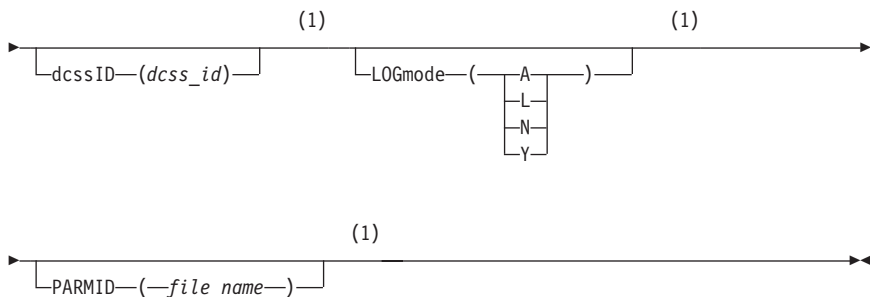 (1) (1)
dcssID (dcss_id) LOGmode ( A )
L
N
Y
(1)
PARMID ( file name )